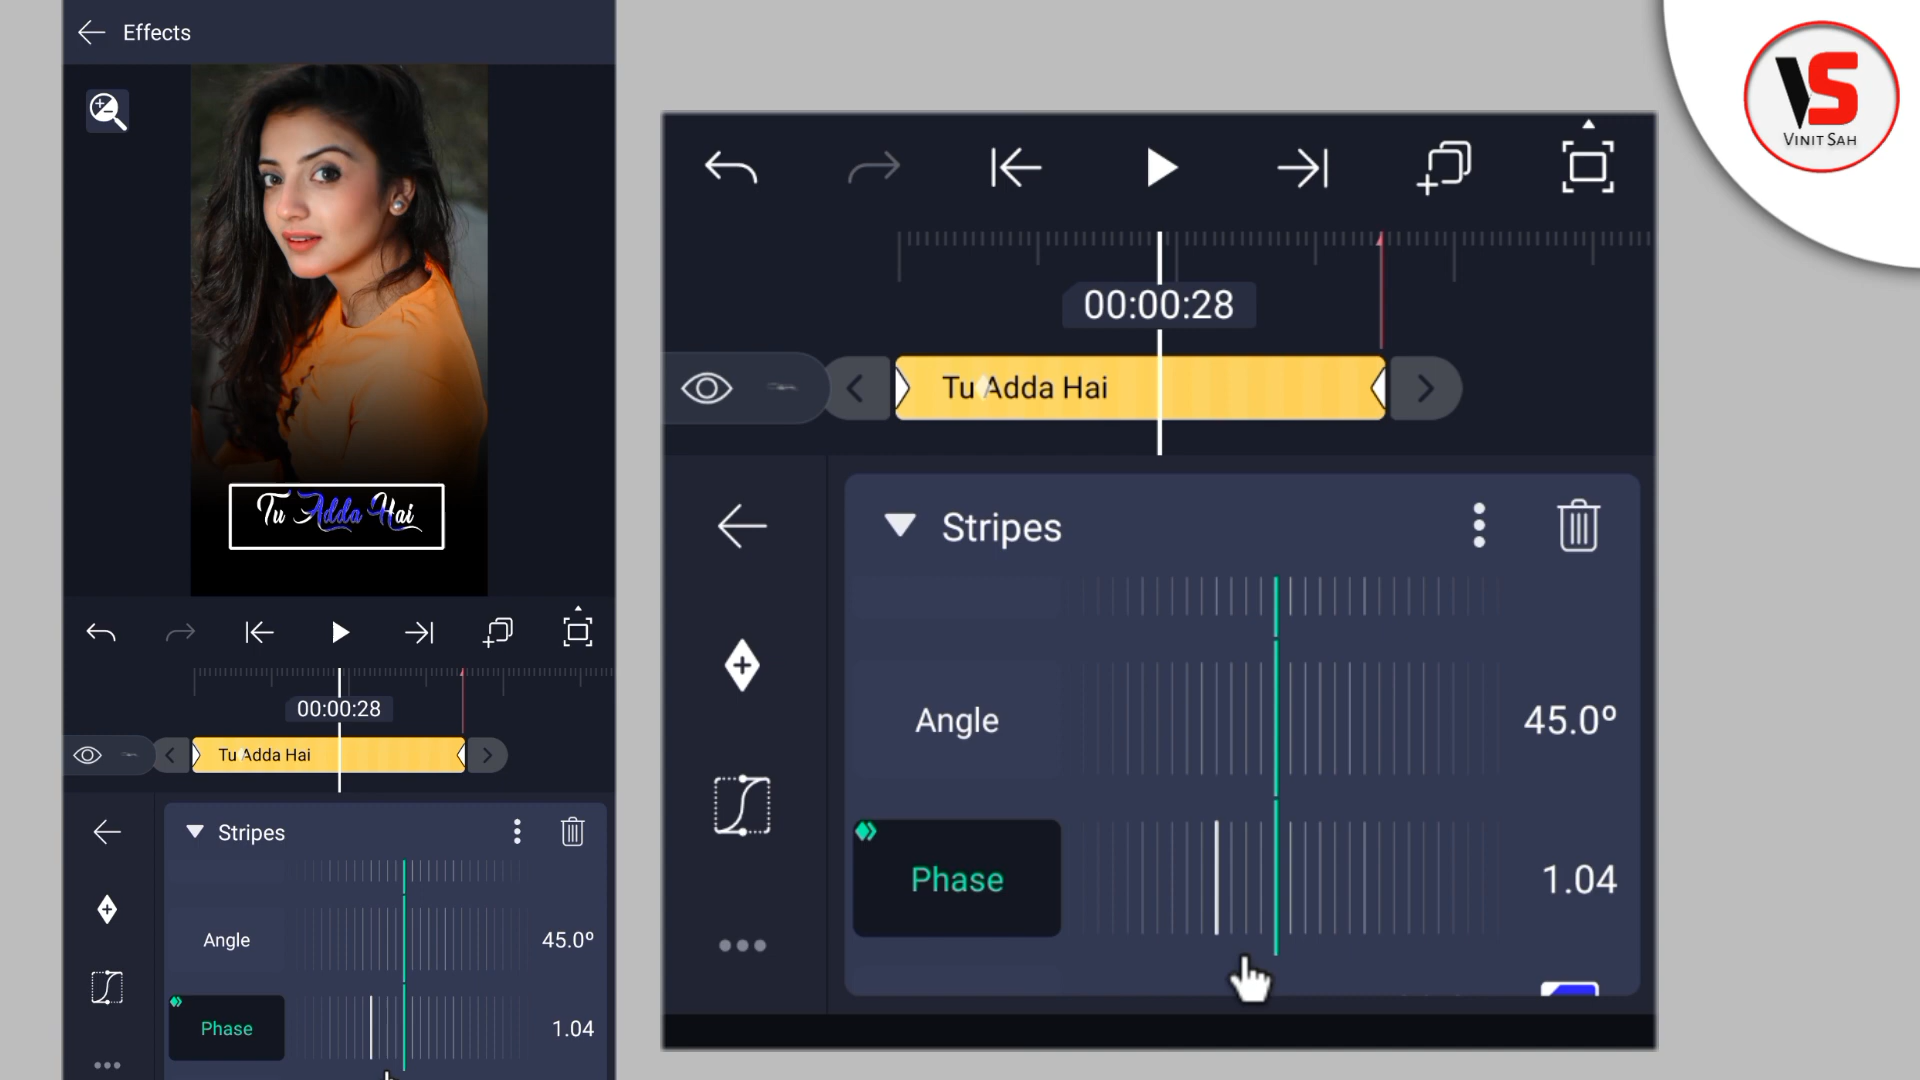 Effects
Tu Adda Hai
00:00:28
Tu Adda Hai
Stripes
Angle
45.0º
Phase
1.04
00:00:28
Tu Adda Hai
Stripes
Angle
45.0º
Phase
1.04
VS
VINIT SAH